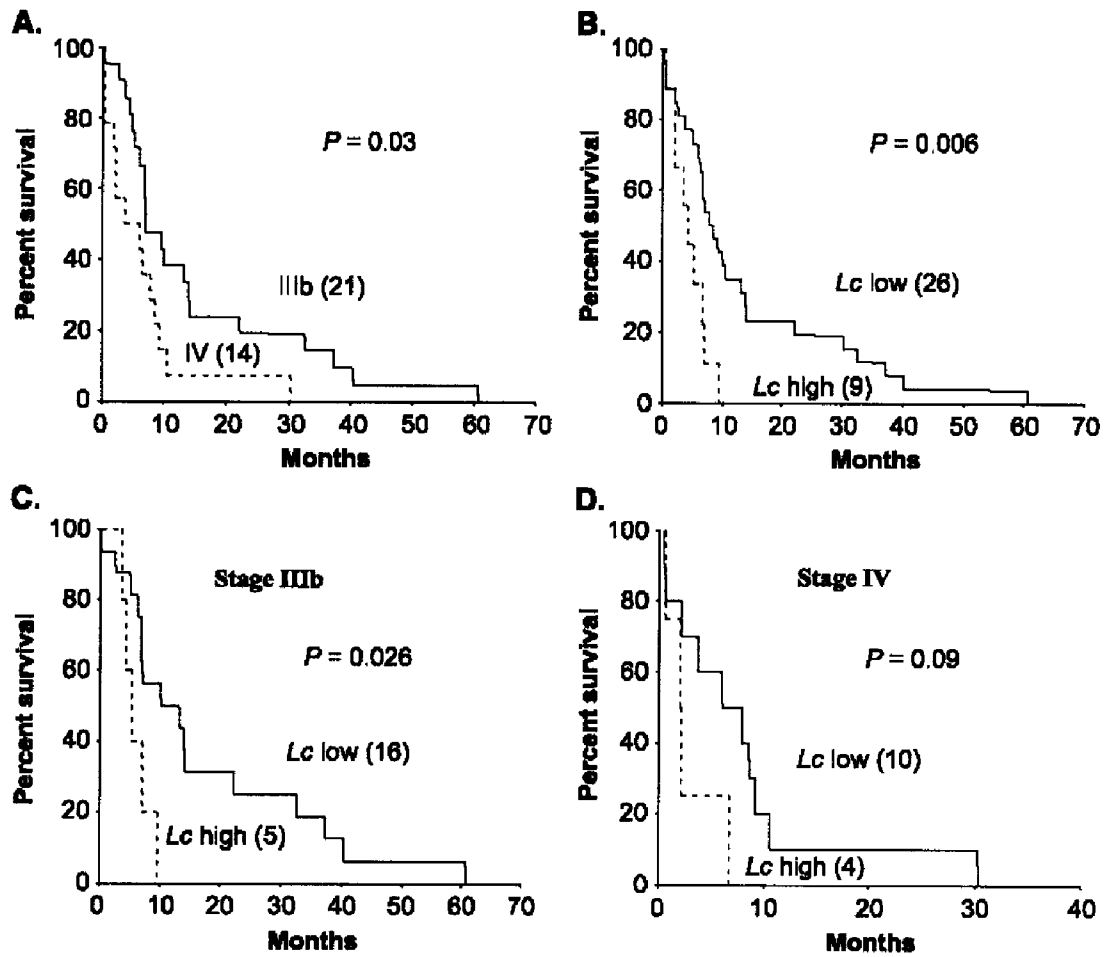 A.
Percent survival
100
80
60
40
20
0
P = 0.03
IIIb (21)
IV (14)
0 10 20 30 40 50 60 70
Months
B.
Percent survival
100
80
60
40
20
0
P = 0.006
Lc low (26)
Lc high (9)
0 10 20 30 40 50 60 70
Months
C.
Percent survival
100
80
60
40
20
0
Stage IIIb
P = 0.026
Lc low (16)
Lc high (5)
0 10 20 30 40 50 60 70
Months
D.
Percent survival
100
80
60
40
20
0
Stage IV
P = 0.09
Lc low (10)
Lc high (4)
0 10 20 30 40
Months